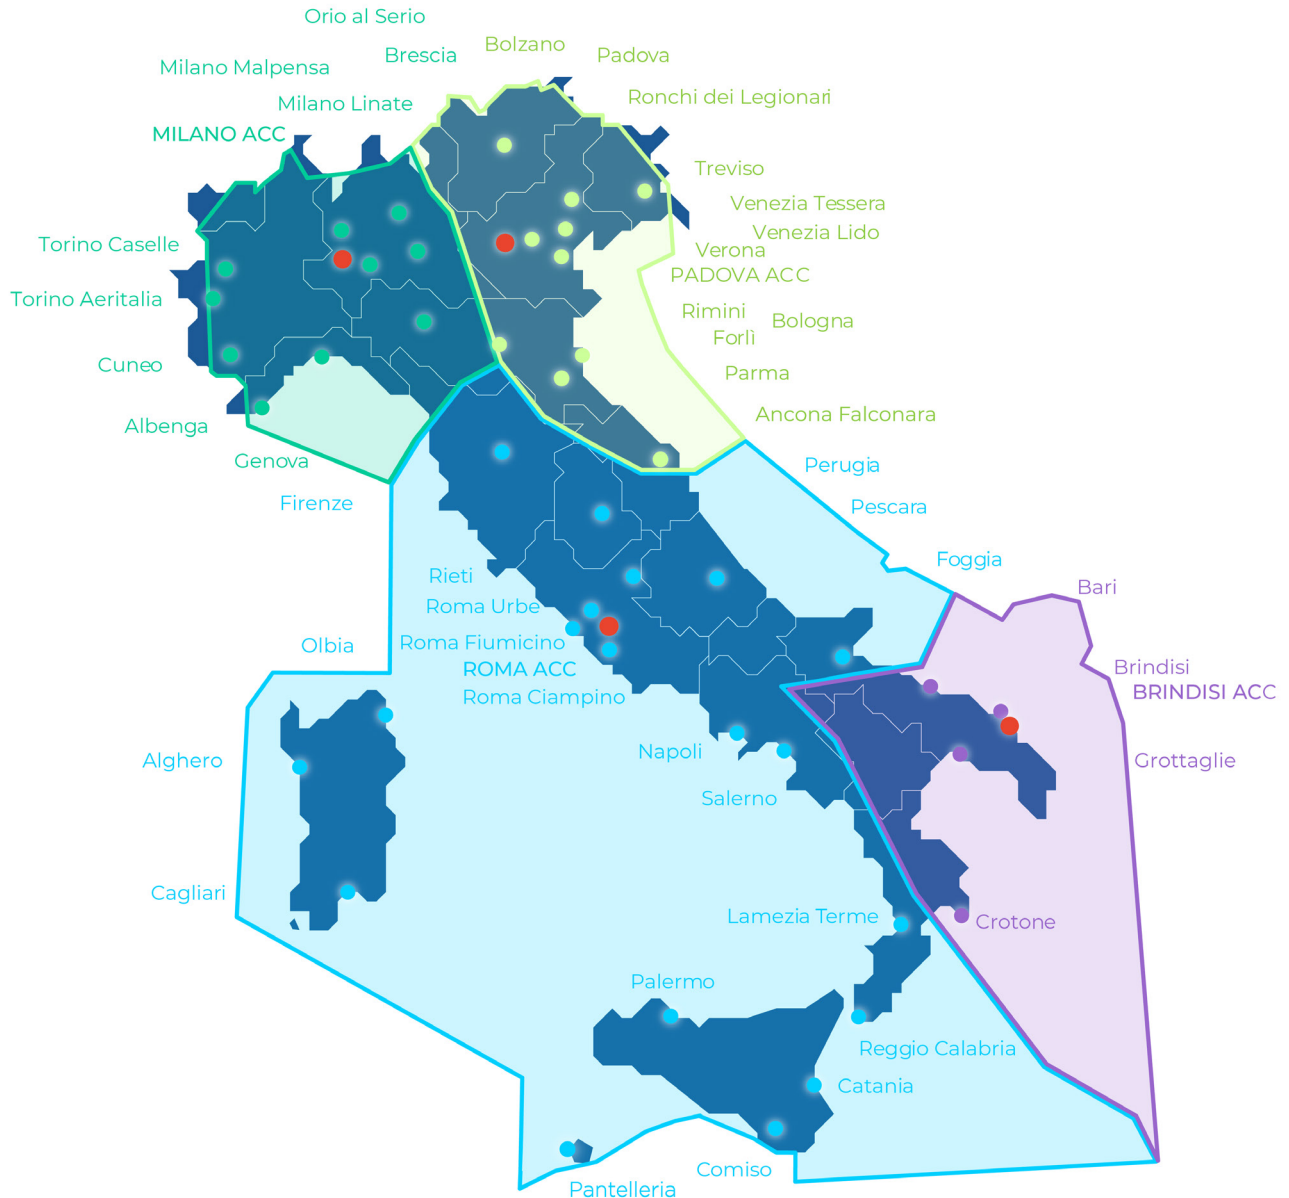 Orio al Serio
Bolzano
Brescia
Padova
Milano Malpensa
Ronchi dei Legionari
Milano Linate
MILANO ACC
Treviso
Venezia Tessera
Venezia Lido
Torino Caselle
Verona
PADOVA ACC
Torino Aeritalia
Rimini
Bologna
Forlì
Cuneo
Parma
Ancona Falconara
Albenga
Genova
Perugia
Firenze
Pescara
Foggia
Rieti
Bari
Roma Urbe
Roma Fiumicino
Olbia
ROMA ACC
Brindisi
BRINDISI ACC
Roma Ciampino
Napoli
Alghero
Grottaglie
Salerno
Cagliari
Lamezia Terme
Crotone
Palermo
Reggio Calabria
Catania
Comiso
Pantelleria